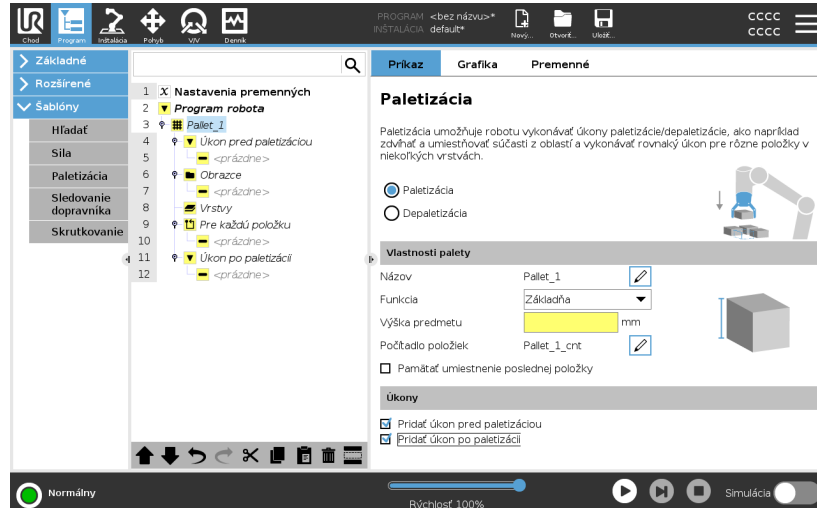 PROGRAM <bez názvu>*
INŠTALÁCIA default*
CCCC
CCCC
Chod Program Inštalácia Pohyb V/V Denník Nový... Otvoriť... Uložiť...
Základné
Rozšírené
Šablóny
Hľadať
Sila
Paletizácia
Sledovanie
dopravníka
Skrutkovanie
1 x Nastavenia premenných
2 Program robota
3 Pallet_1
4 Úkon pred paletizáciou
5 <prázdne>
6 Obrazce
7 <prázdne>
8 Vrstvy
9 Pre každú položku
10 <prázdne>
11 Úkon po paletizácii
12 <prázdne>
Príkaz Grafika Premenné
Paletizácia
Paletizácia umožňuje robotu vykonávať úkony paletizácie/depaletizácie, ako napríklad
zdvíhať a umiestňovať súčasti z oblastí a vykonávať rovnaký úkon pre rôzne položky v
niekoľkých vrstvách.
Paletizácia
Depaletizácia
Vlastnosti palety
Názov Pallet_1
Funkcia Základňa
Výška predmetu mm
Počítadlo položiek Pallet_1_cnt
Pamätať umiestnenie poslednej položky
Úkony
Pridať úkon pred paletizáciou
Pridať úkon po paletizácii
Normálny
Rýchlosť 100%
Simulácia